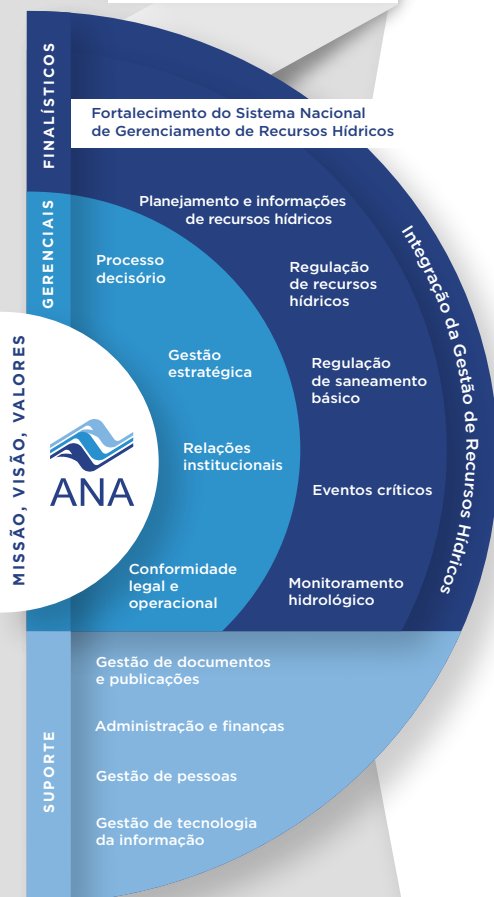 FINALÍSTICOS
Fortalecimento do Sistema Nacional
de Gerenciamento de Recursos Hídricos
Planejamento e informações
de recursos hídricos
Regulação
de recursos
hídricos
Regulação
de saneamento
básico
Eventos críticos
Monitoramento
hidrológico
Integração da Gestão de Recursos Hídricos
GERENCIAIS
Processo
decisório
Gestão
estratégica
Relações
institucionais
Conformidade
legal e
operacional
MISSÃO, VISÃO, VALORES
ANA
SUPORTE
Gestão de documentos
e publicações
Administração e finanças
Gestão de pessoas
Gestão de tecnologia
da informação